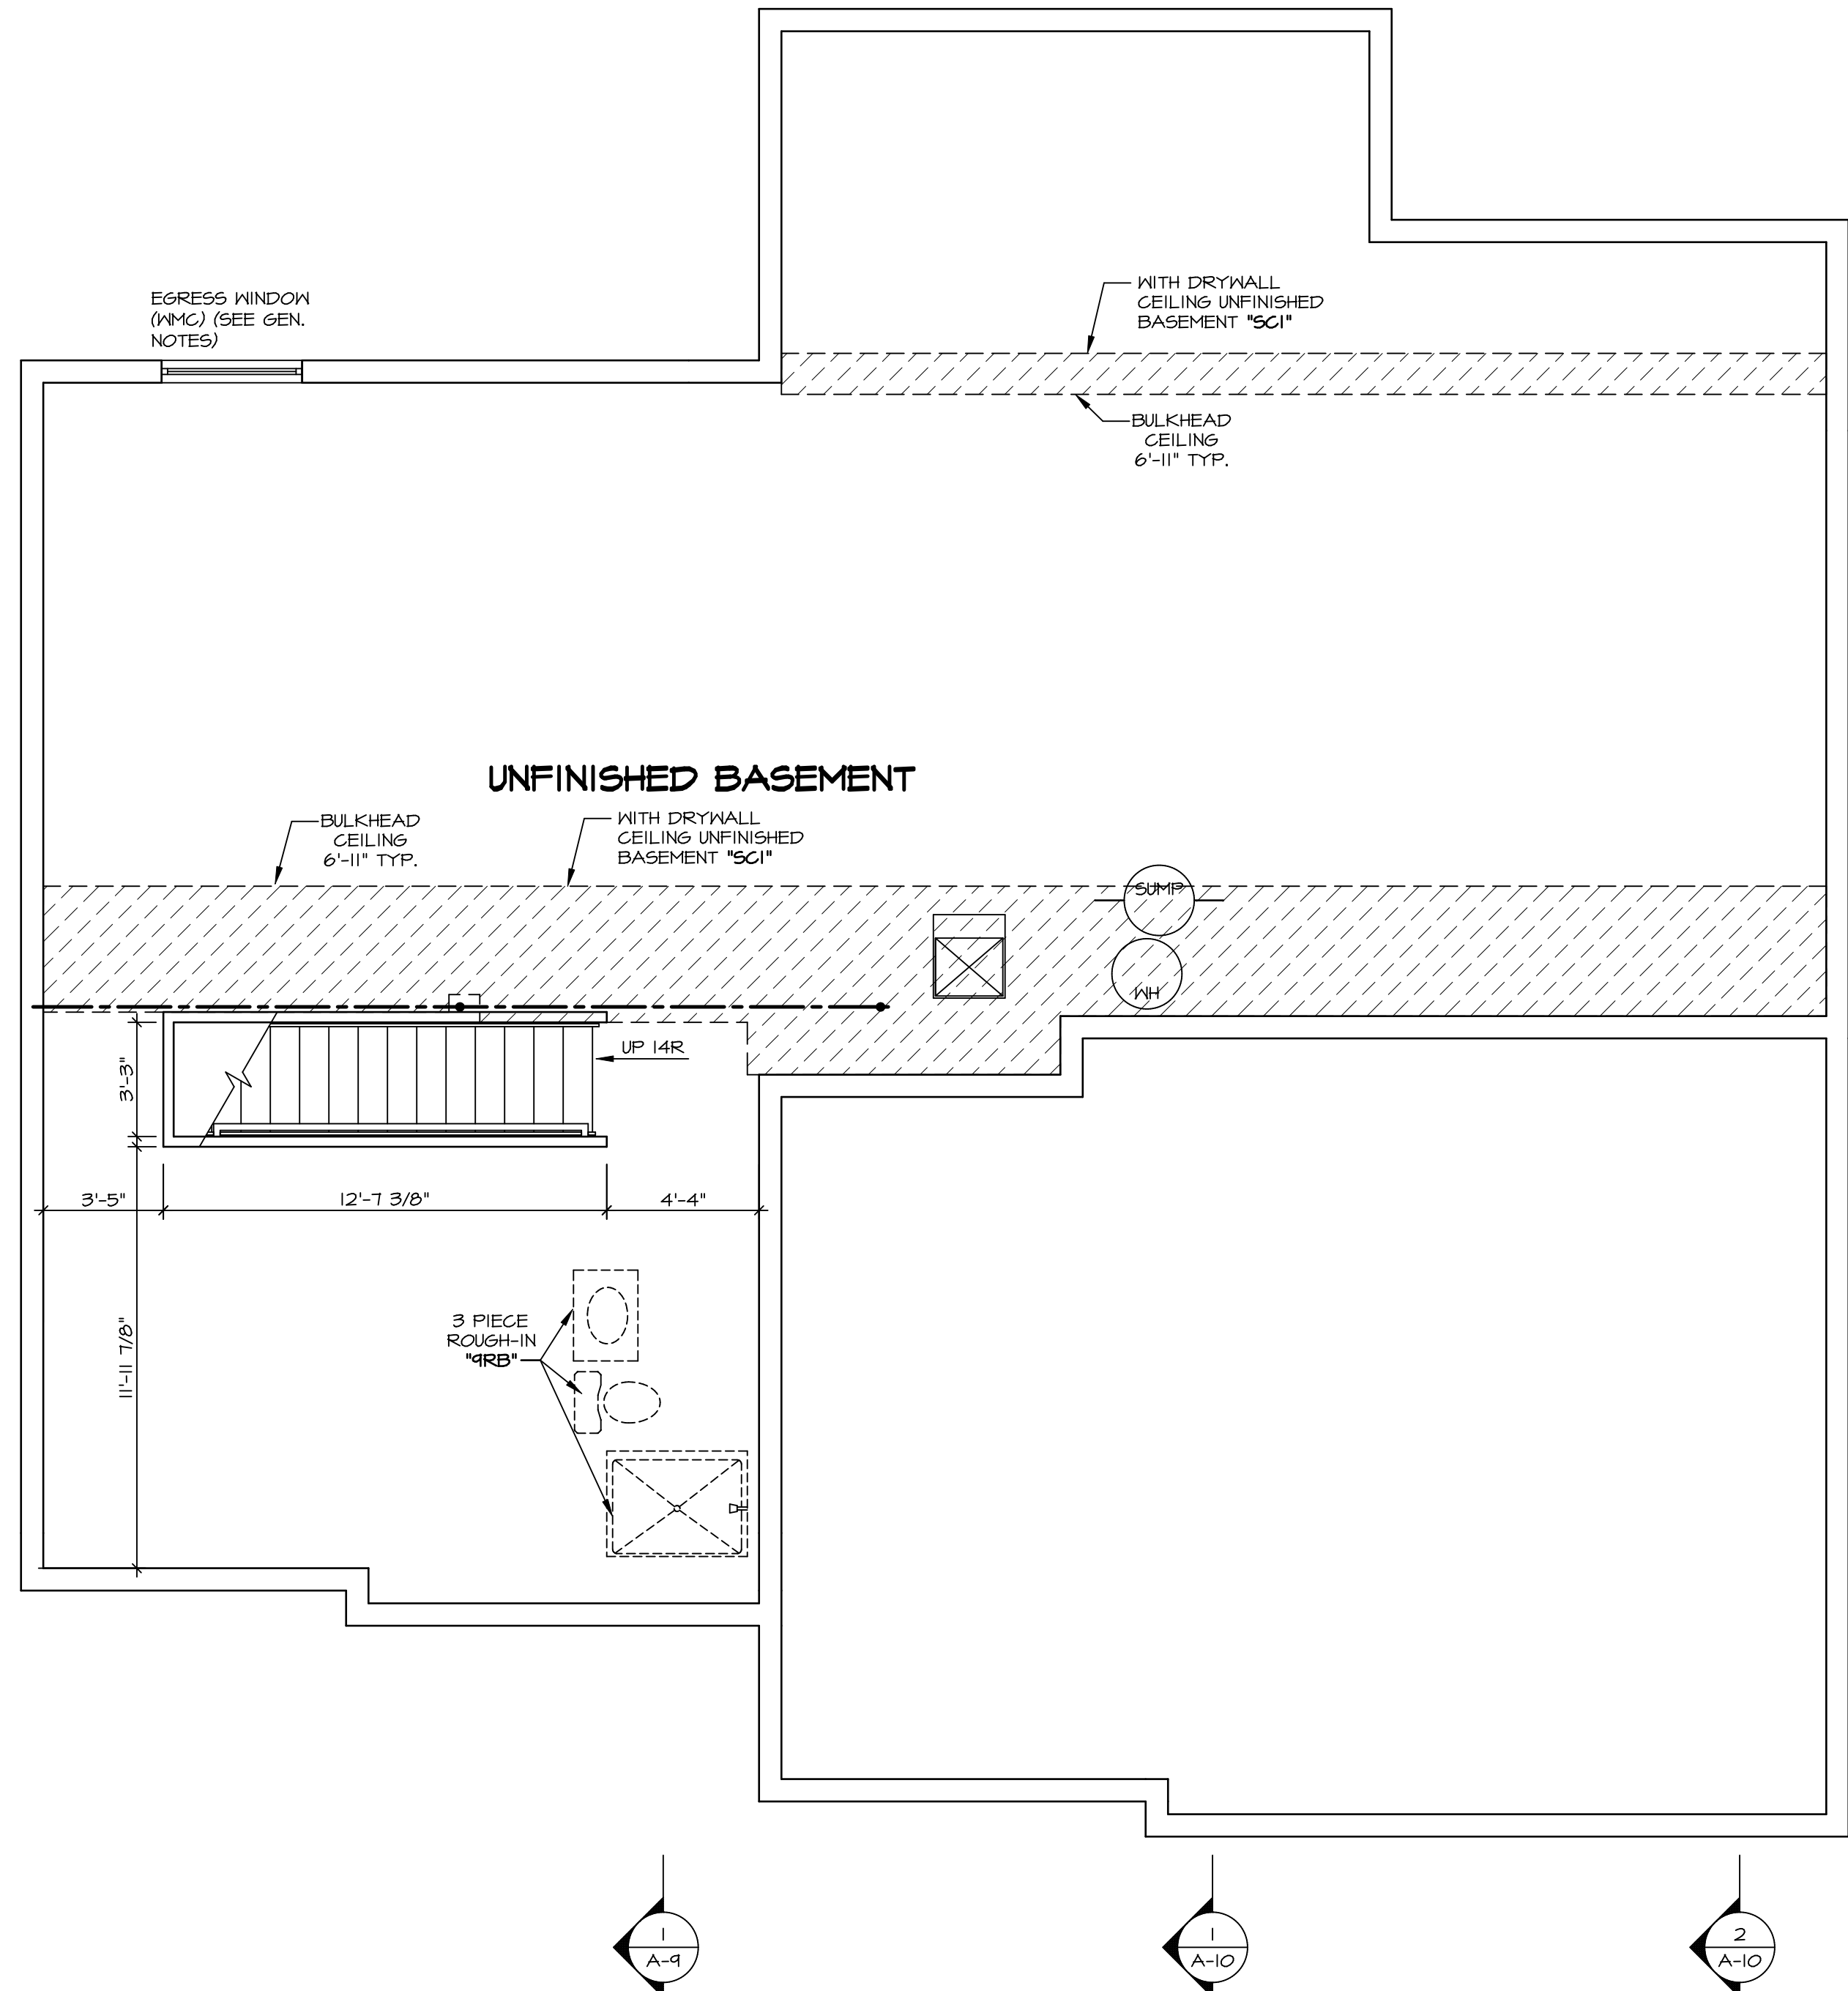 WITH DRYWALL
CEILING UNFINISHED
BASEMENT "SC1"
EGRESS WINDOW
(WMC) (SEE GEN.
NOTES)
BULKHEAD
CEILING
6'-11" TYP.
UNFINISHED BASEMENT
BULKHEAD
CEILING
6'-11" TYP.
WITH DRYWALL
CEILING UNFINISHED
BASEMENT "SC1"
SUMP
WH
UP 14R
3'-3"
3'-5"
12'-7 3/8"
4'-4"
11'-11 7/8"
3 PIECE
ROUGH-IN
"9RB"
1
A-9
1
A-10
2
A-10